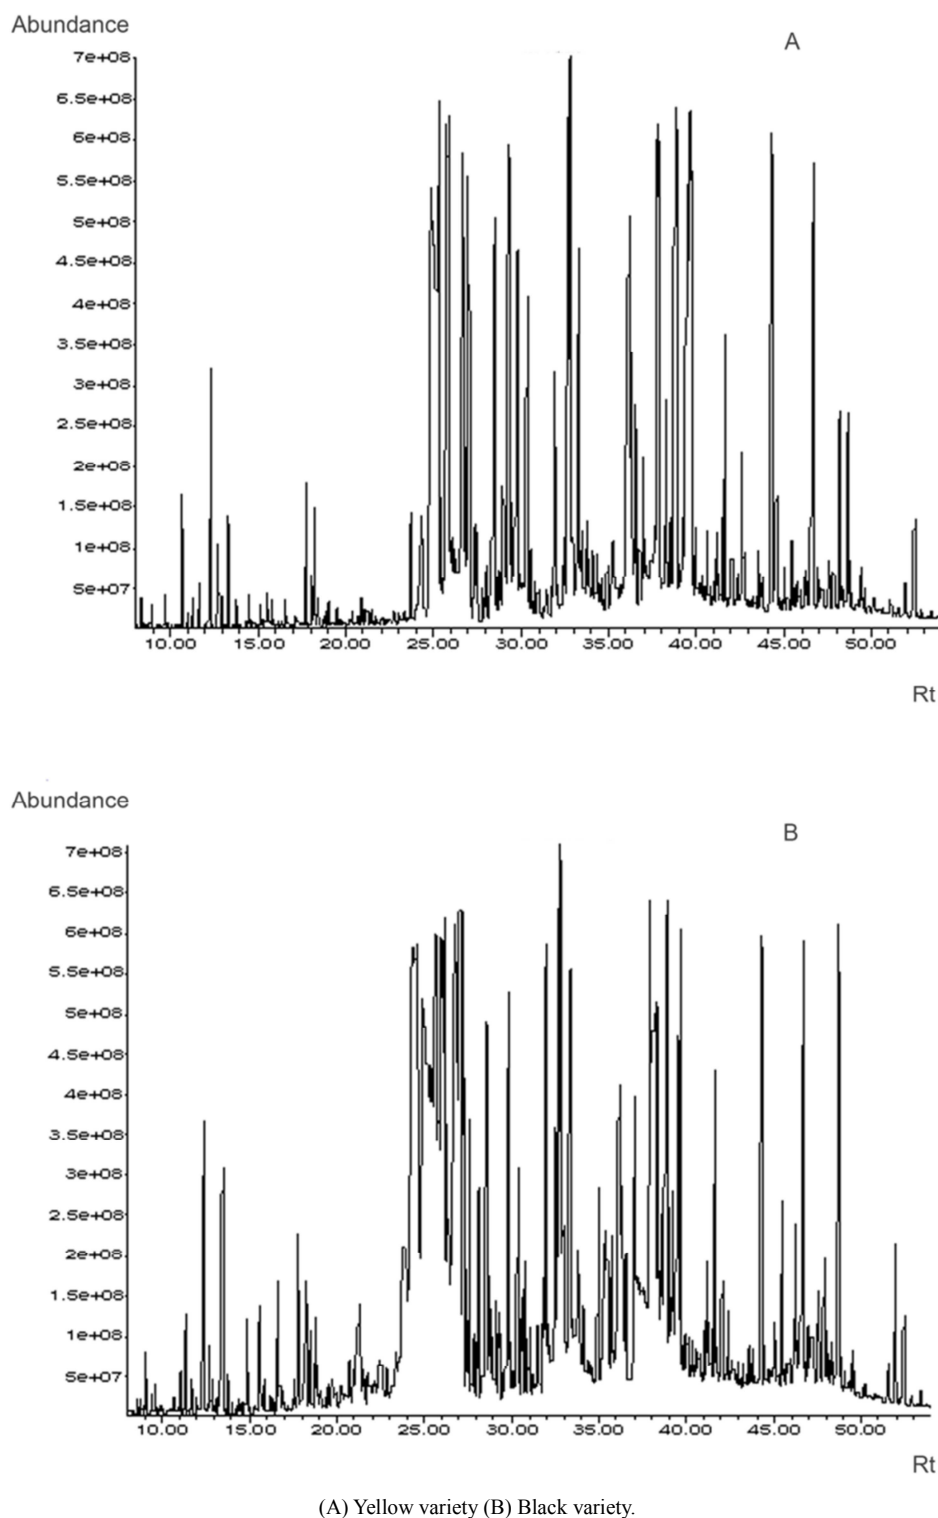 Abundance
A
7e+08
6.5e+08
6e+08
5.5e+08
5e+08
4.5e+08
4e+08
3.5e+08
3e+08
2.5e+08
2e+08
1.5e+08
1e+08
5e+07
10.00 15.00 20.00 25.00 30.00 35.00 40.00 45.00 50.00
Rt
Abundance
B
7e+08
6.5e+08
6e+08
5.5e+08
5e+08
4.5e+08
4e+08
3.5e+08
3e+08
2.5e+08
2e+08
1.5e+08
1e+08
5e+07
10.00 15.00 20.00 25.00 30.00 35.00 40.00 45.00 50.00
Rt
(A) Yellow variety (B) Black variety.